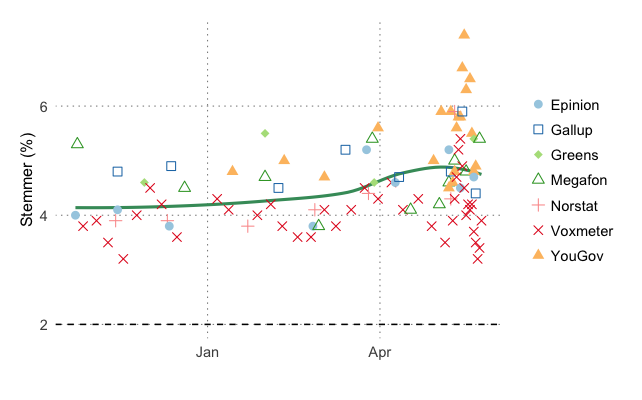 Stemmer (%)
6
4
2
Jan
Apr
Epinion
Gallup
Greens
Megafon
Norstat
Voxmeter
YouGov